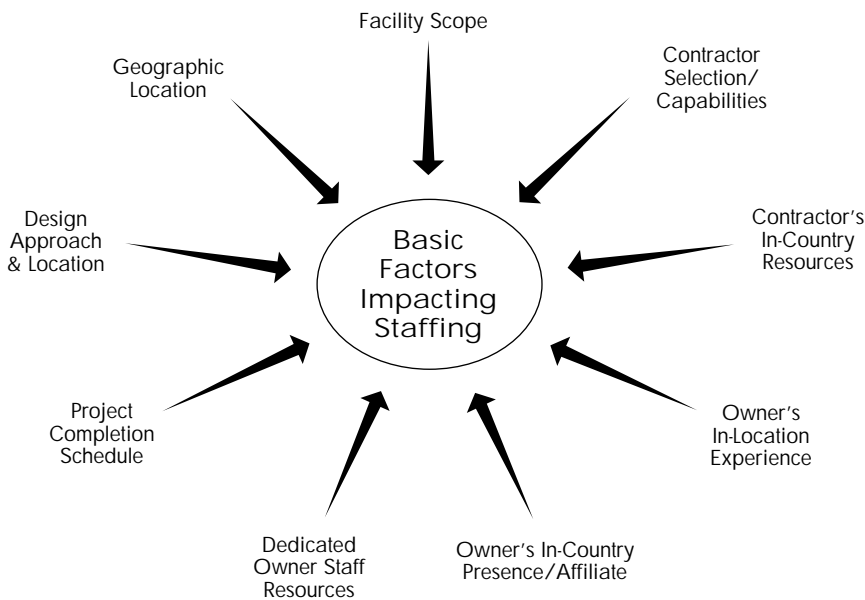 Facility Scope
Contractor
Selection/
Capabilities
Contractor's
In-Country
Resources
Owner's
In-Location
Experience
Owner's In-Country
Presence/Affiliate
Dedicated
Owner Staff
Resources
Project
Completion
Schedule
Design
Approach
& Location
Geographic
Location
Basic
Factors
Impacting
Staffing